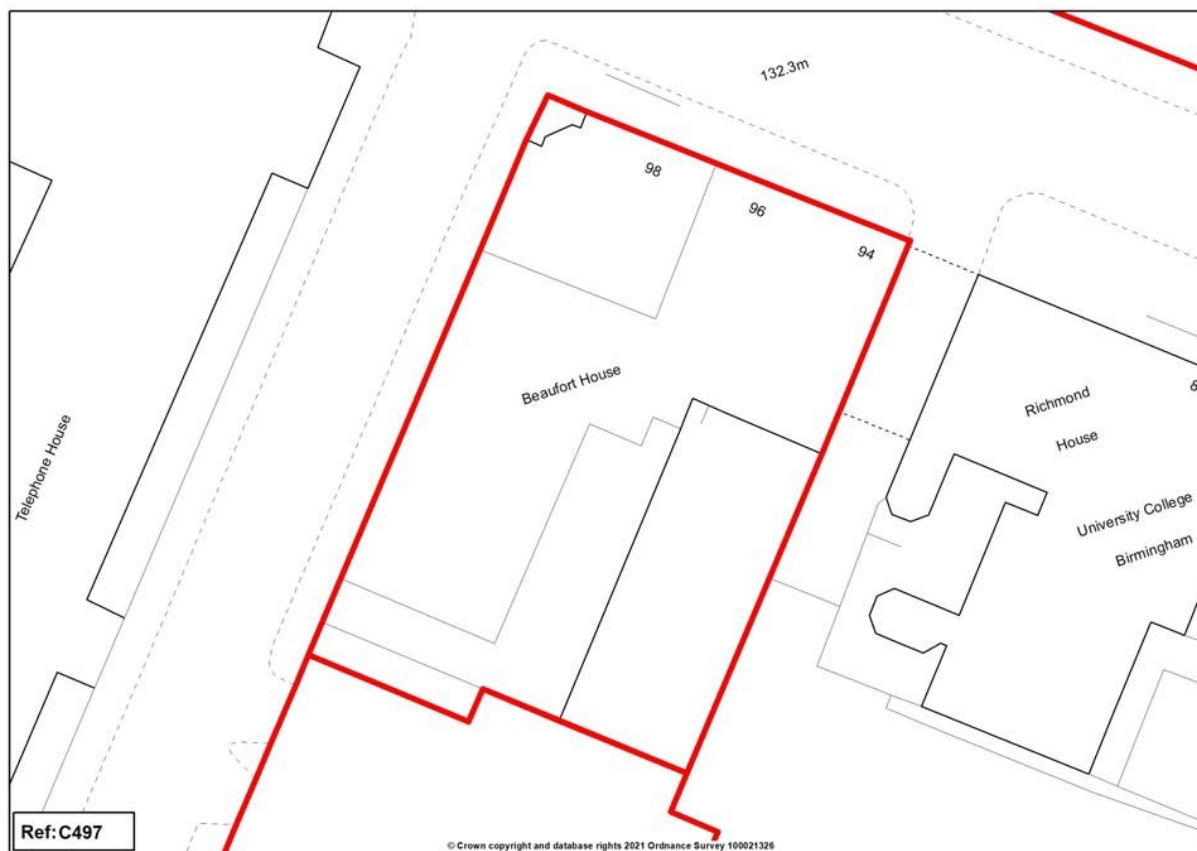 132.3m
98
96
94
Beaufort House
Richmond
House
University College
Birmingham
Telephone House
Ref:C497
© Crown copyright and database rights 2021 Ordnance Survey 100021326